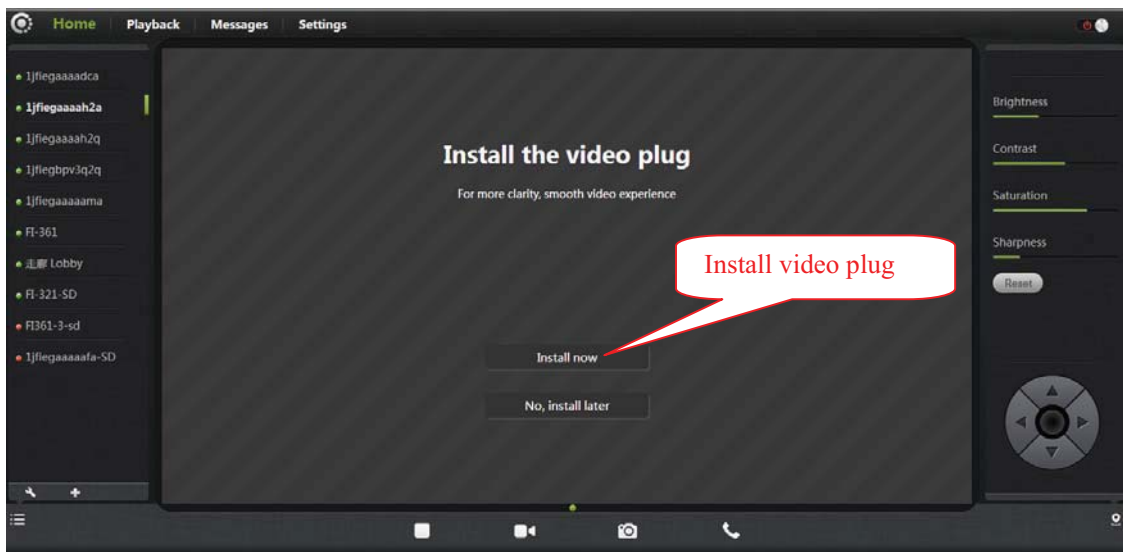 Home Playback Messages Settings
1jfiegaaaadca
1jfiegaaaah2a
1jfiegaaaah2q
1jfiegbpv3q2q
1jfiegaaaaama
FI-361
走廊 Lobby
FI-321-SD
FI361-3-sd
1jfiegaaaaafa-SD
Install the video plug
For more clarity, smooth video experience
Install video plug
Install now
No, install later
Brightness
Contrast
Saturation
Sharpness
Reset